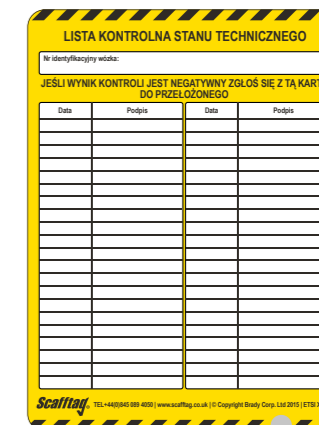 LISTA KONTROLNA STANU TECHNICZNEGO
Nr identyfikacyjny wózka:
JEŚLI WYNIK KONTROLI JEST NEGATYWNY ZGŁOŚ SIĘ Z TĄ KART
DO PRZEŁOŻONEGO
Data Podpis Data Podpis
Scafftag. TEL+44(0)845 089 4050 | www.scafftag.co.uk | © Copyright Brady Corp. Ltd 2015 | ETSI